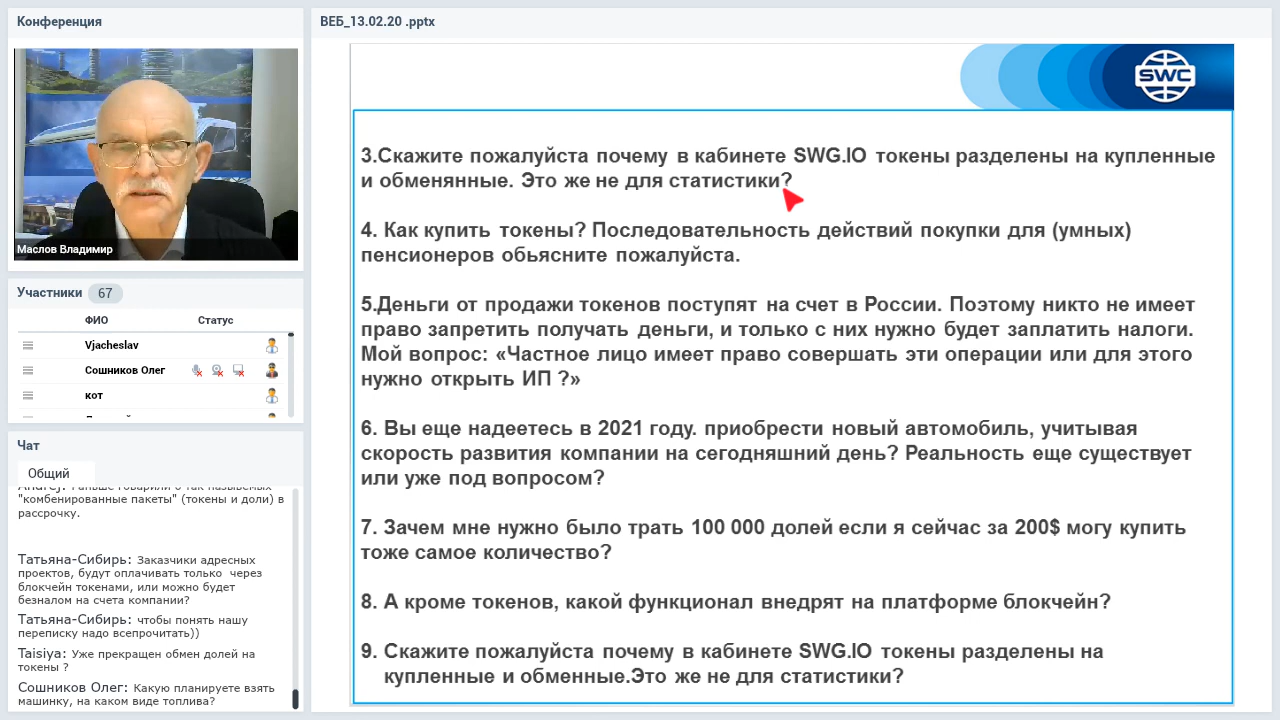 Конференция
ВЕБ_13.02.20 .pptx
Маслов Владимир
Участники 67
ФИО Статус
Vjacheslav
Сошников Олег
кот
Чат
Общий
"комбенированные пакеты" (токены и доли) в
рассрочку.
Татьяна-Сибирь: Заказчики адресных
проектов, будут оплачивать только через
блокчейн токенами, или можно будет
безналом на счета компании?
Татьяна-Сибирь: чтобы понять нашу
переписку надо всепрочитать))
Taisiya: Уже прекращен обмен долей на
токены ?
Сошников Олег: Какую планируете взять
машинку, на каком виде топлива?
SWC
3.Скажите пожалуйста почему в кабинете SWG.IO токены разделены на купленные
и обменянные. Это же не для статистики?
4. Как купить токены? Последовательность действий покупки для (умных)
пенсионеров обьясните пожалуйста.
5.Деньги от продажи токенов поступят на счет в России. Поэтому никто не имеет
право запретить получать деньги, и только с них нужно будет заплатить налоги.
Мой вопрос: «Частное лицо имеет право совершать эти операции или для этого
нужно открыть ИП ?»
6. Вы еще надеетесь в 2021 году. приобрести новый автомобиль, учитывая
скорость развития компании на сегодняшний день? Реальность еще существует
или уже под вопросом?
7. Зачем мне нужно было трать 100 000 долей если я сейчас за 200$ могу купить
тоже самое количество?
8. А кроме токенов, какой функционал внедрят на платформе блокчейн?
9. Скажите пожалуйста почему в кабинете SWG.IO токены разделены на
купленные и обменные.Это же не для статистики?